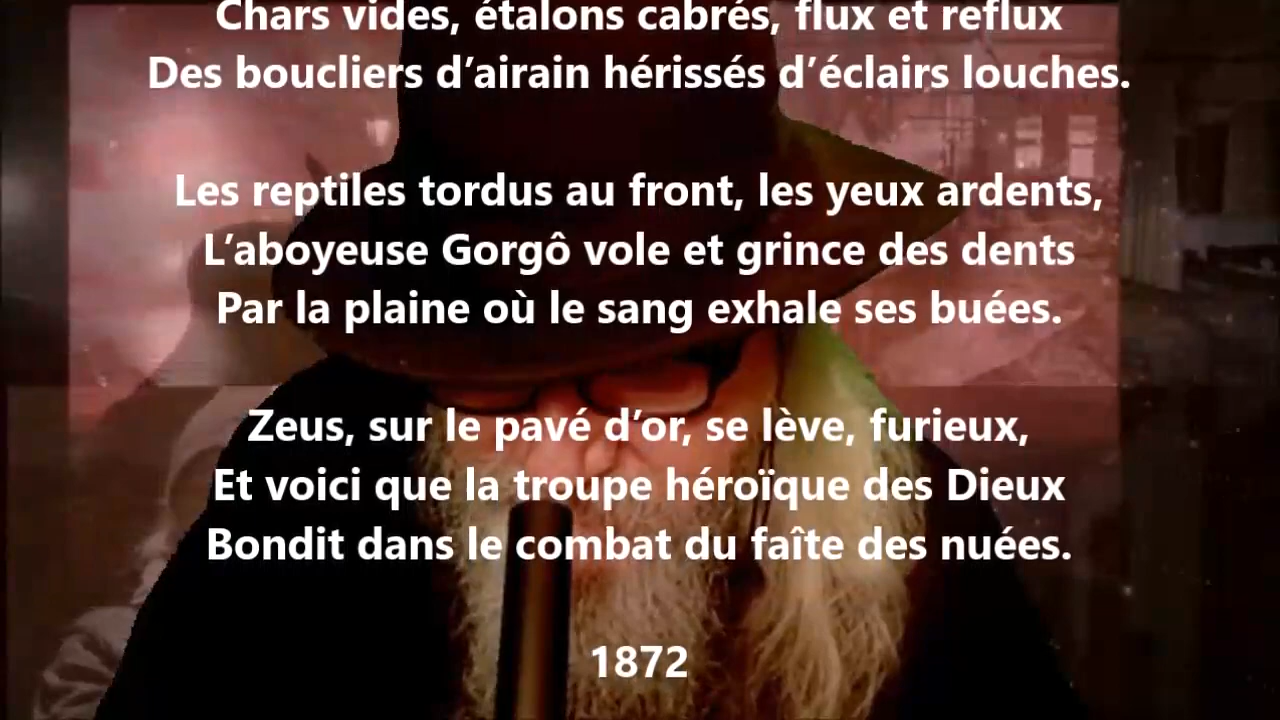 Chars vides, étalons cabrés, flux et reflux
Des boucliers d’airain hérissés d’éclairs louches.
Les reptiles tordus au front, les yeux ardents,
L’aboyeuse Gorgô vole et grince des dents
Par la plaine où le sang exhale ses buées.
Zeus, sur le pavé d’or, se lève, furieux,
Et voici que la troupe héroïque des Dieux
Bondit dans le combat du faîte des nuées.
1872